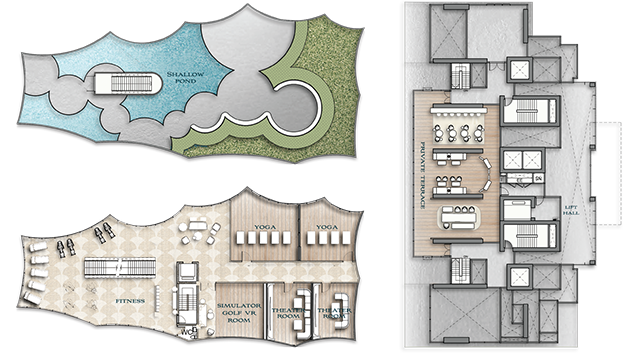 SHALLOW
POND
YOGA
YOGA
FITNESS
SIMULATOR
GOLF VR
ROOM
THEATER
ROOM
THEATER
ROOM
PRIVATE TERRACE
LIFT
HALL